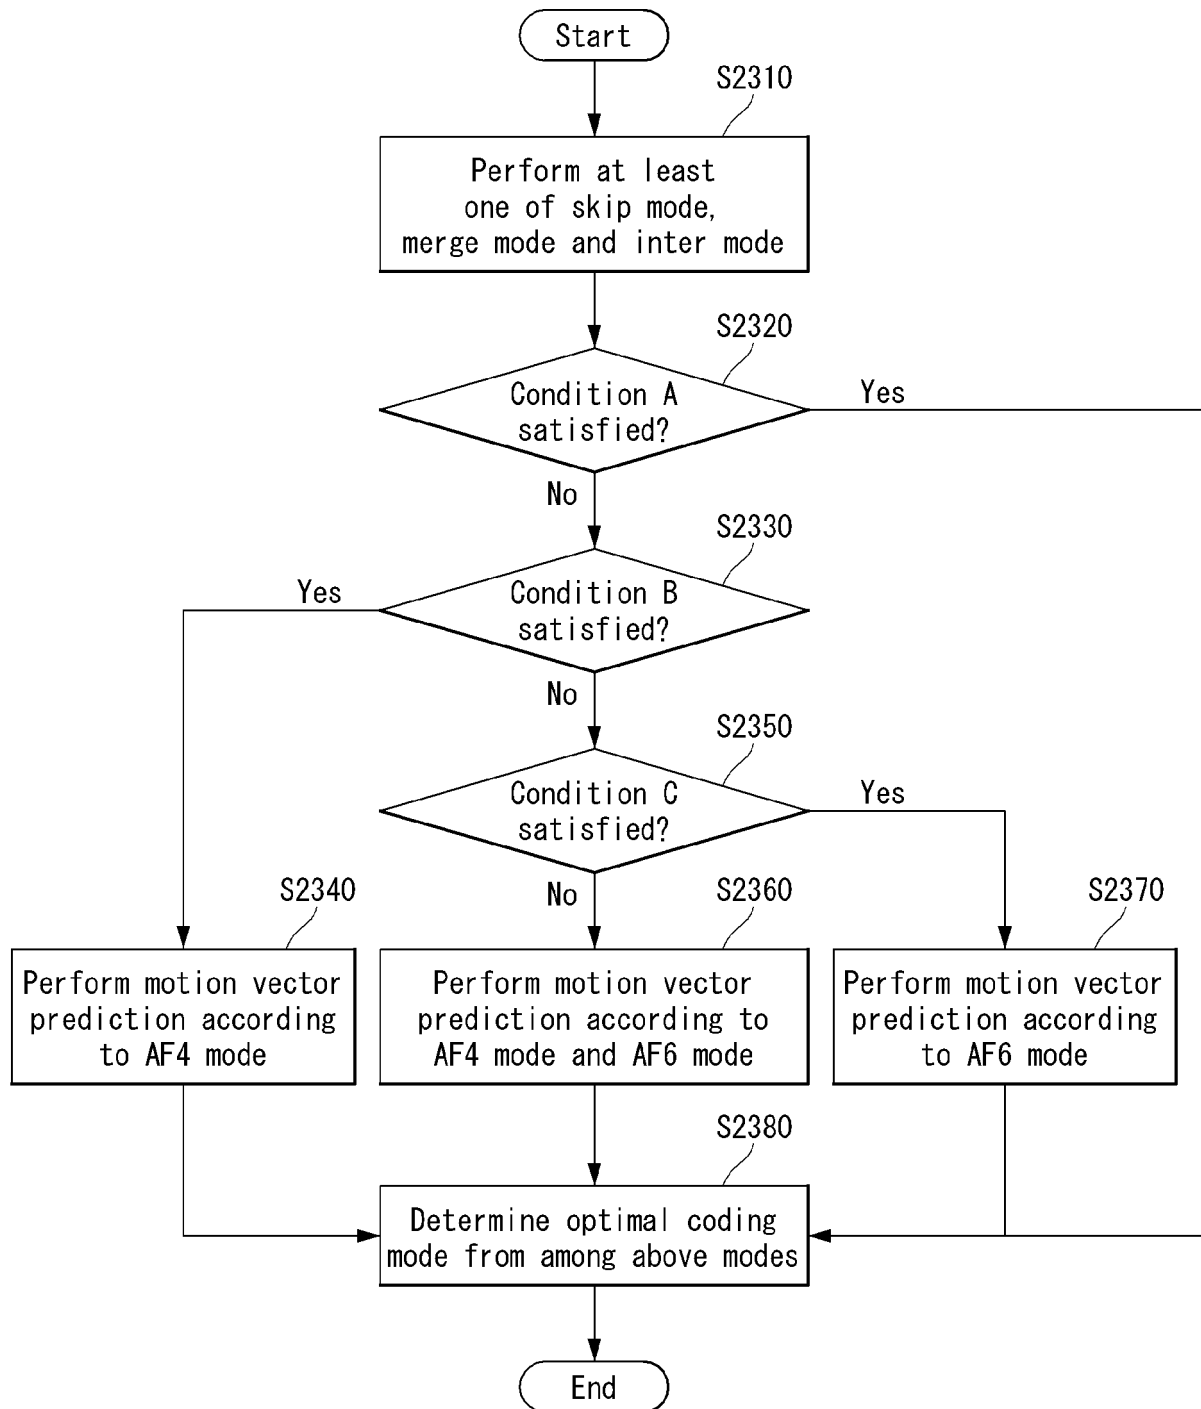 Start
S2310
Perform at least
one of skip mode,
merge mode and inter mode
S2320
Condition A
satisfied?
Yes
No
S2330
Condition B
satisfied?
Yes
No
S2350
Condition C
satisfied?
Yes
No
S2340
Perform motion vector
prediction according
to AF4 mode
S2360
Perform motion vector
prediction according to
AF4 mode and AF6 mode
S2370
Perform motion vector
prediction according
to AF6 mode
S2380
Determine optimal coding
mode from among above modes
End